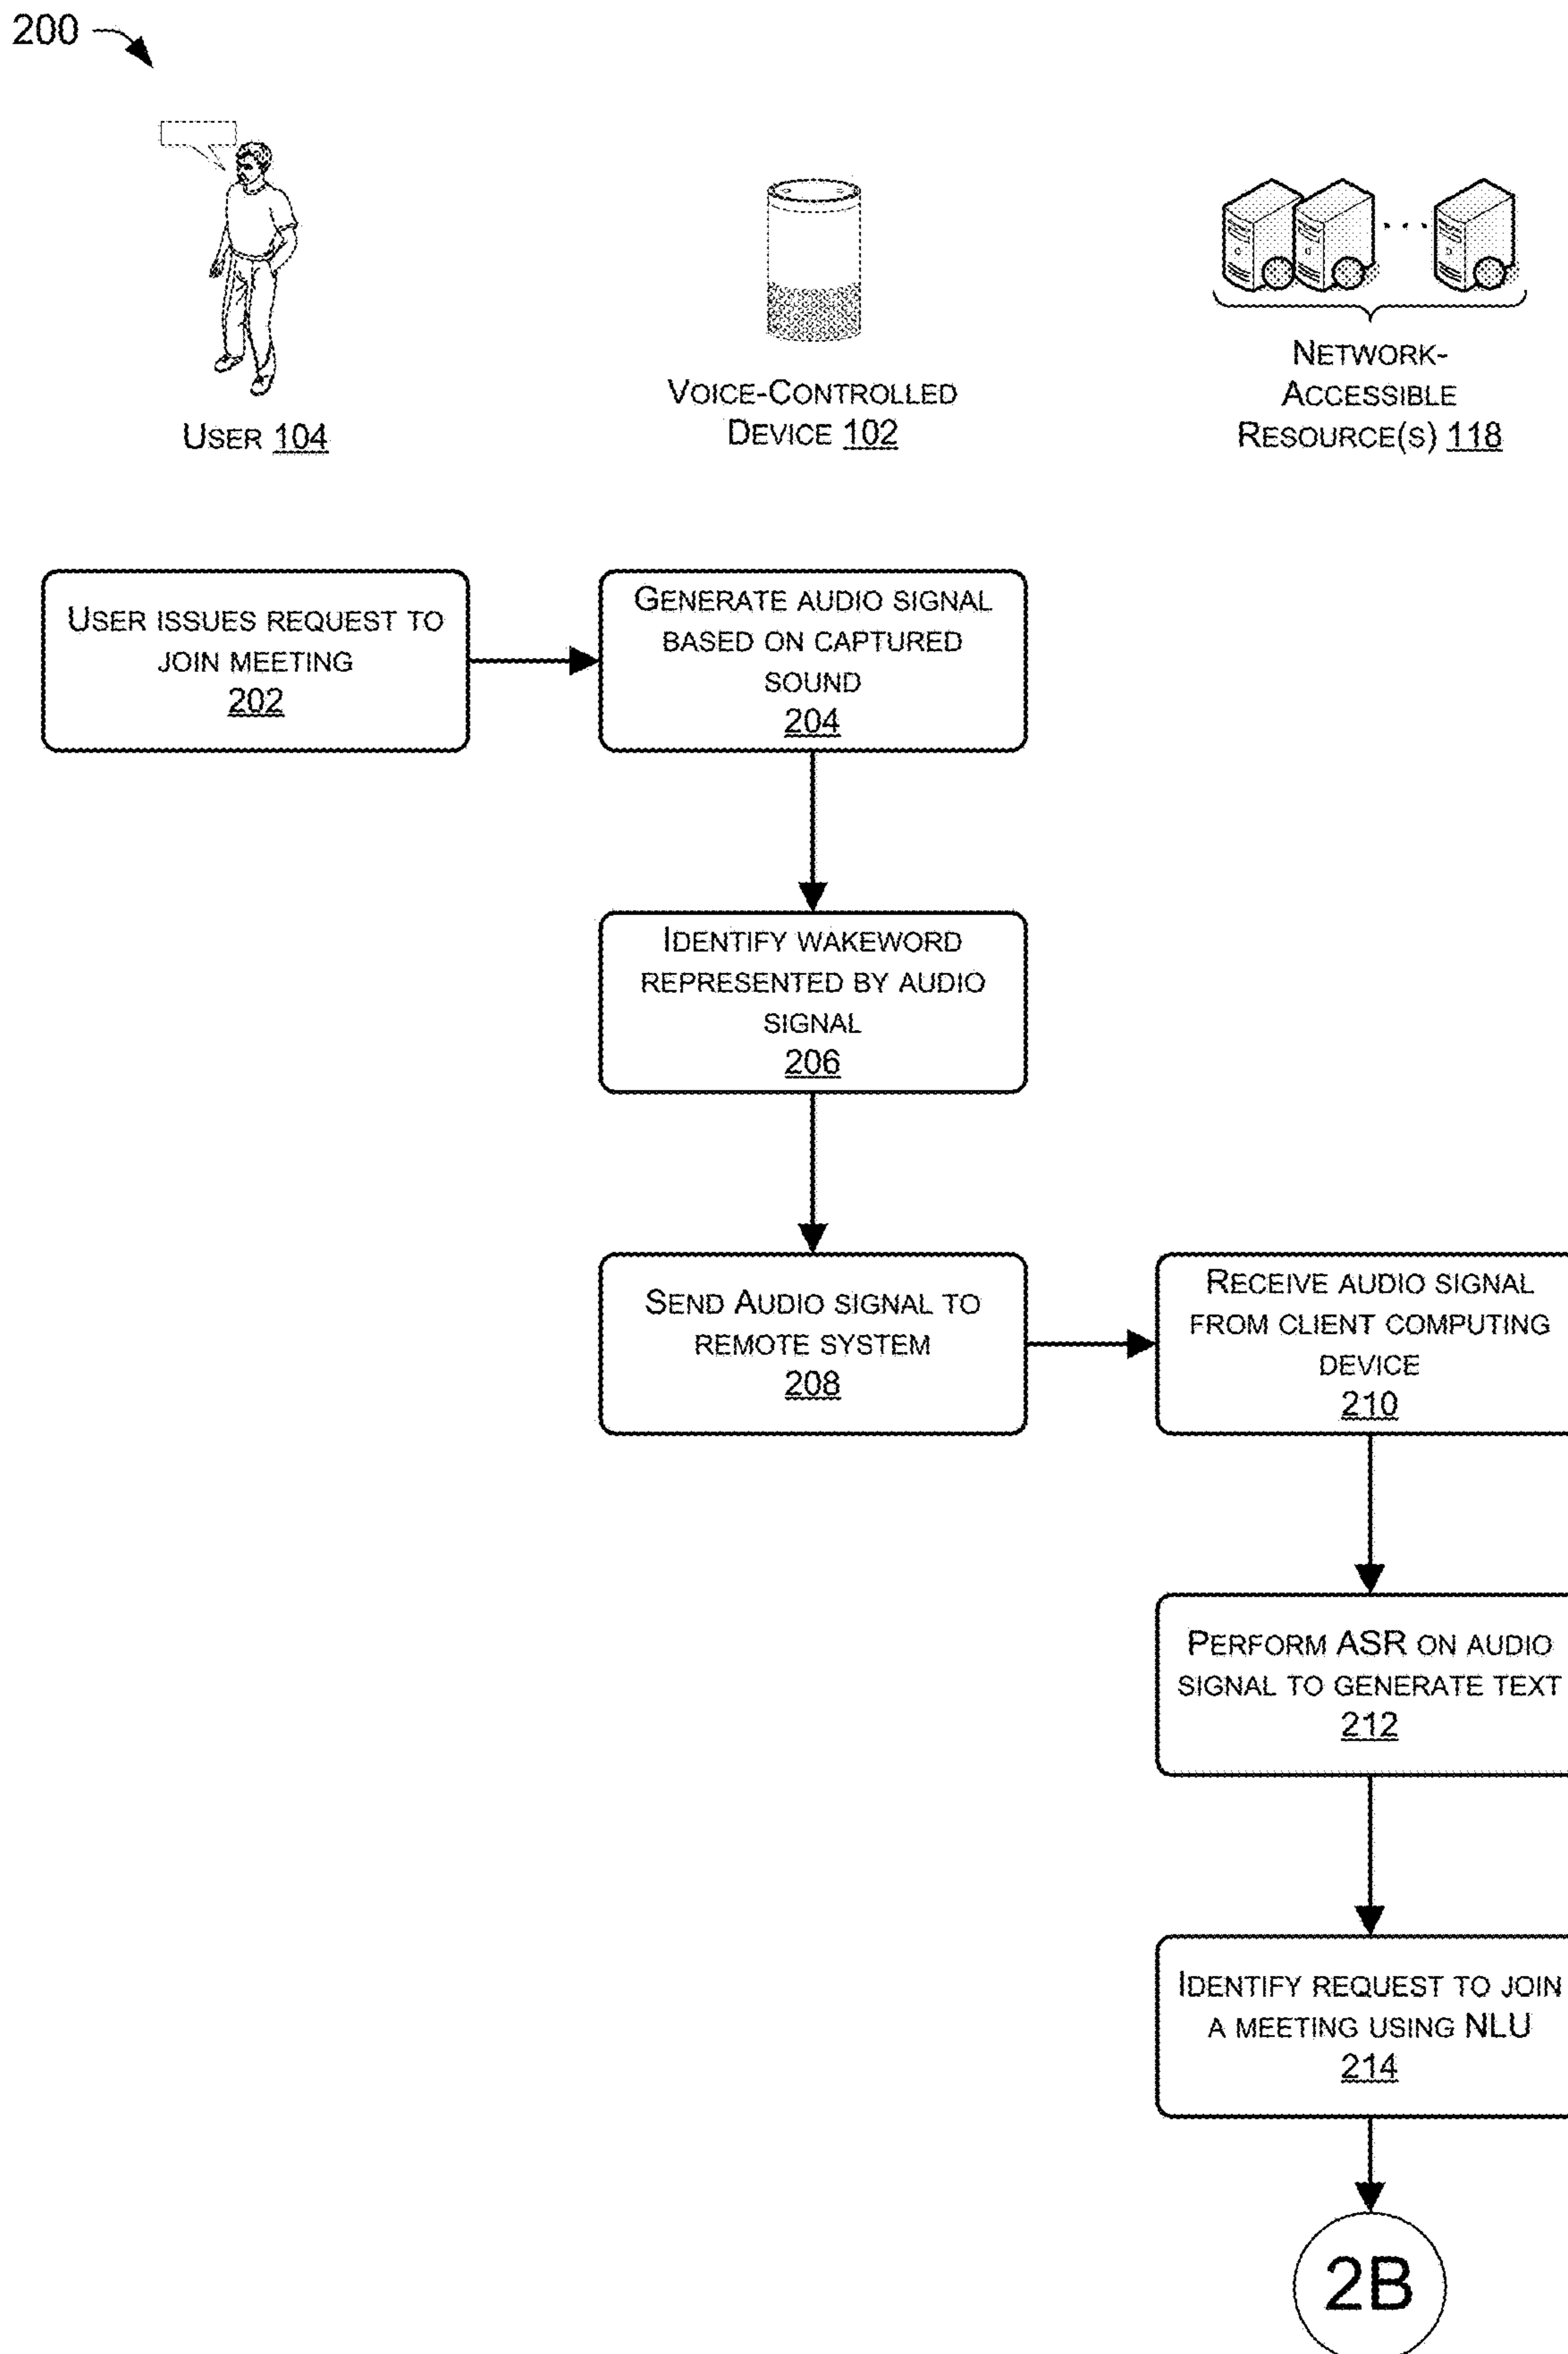 200
USER 104
VOICE-CONTROLLED
DEVICE 102
NETWORK-
ACCESSIBLE
RESOURCE(S) 118
USER ISSUES REQUEST TO
JOIN MEETING
202
GENERATE AUDIO SIGNAL
BASED ON CAPTURED
SOUND
204
IDENTIFY WAKEWORD
REPRESENTED BY AUDIO
SIGNAL
206
SEND AUDIO SIGNAL TO
REMOTE SYSTEM
208
RECEIVE AUDIO SIGNAL
FROM CLIENT COMPUTING
DEVICE
210
PERFORM ASR ON AUDIO
SIGNAL TO GENERATE TEXT
212
IDENTIFY REQUEST TO JOIN
A MEETING USING NLU
214
2B